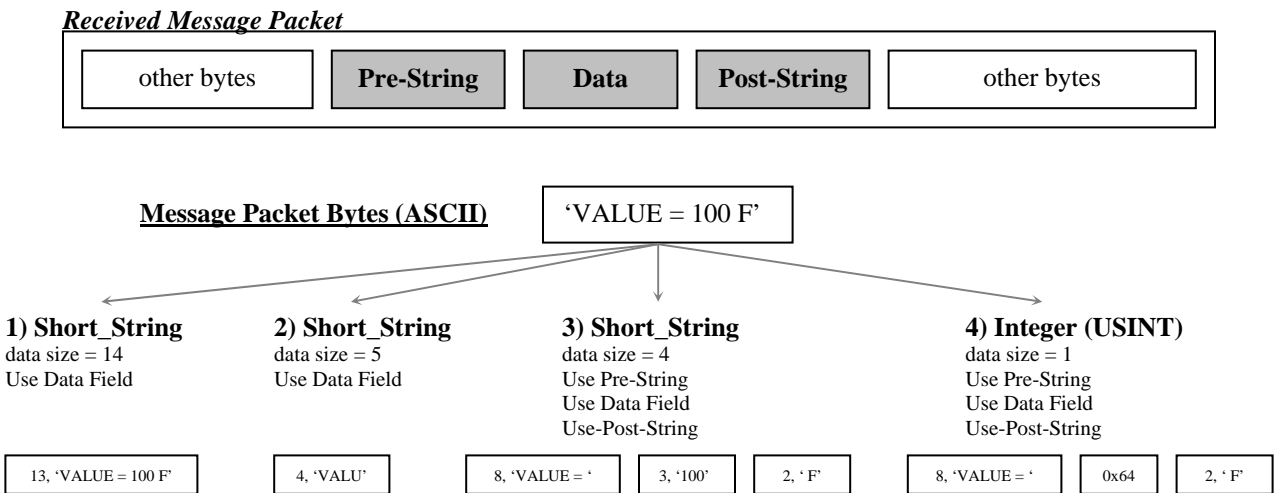 Received Message Packet
other bytes
Pre-String
Data
Post-String
other bytes
Message Packet Bytes (ASCII)
‘VALUE = 100 F’
1) Short_String
data size = 14
Use Data Field
2) Short_String
data size = 5
Use Data Field
3) Short_String
data size = 4
Use Pre-String
Use Data Field
Use-Post-String
4) Integer (USINT)
data size = 1
Use Pre-String
Use Data Field
Use-Post-String
13, ‘VALUE = 100 F’
4, ‘VALU’
8, ‘VALUE = ‘
3, ‘100’
2, ‘ F’
8, ‘VALUE = ‘
0x64
2, ‘ F’